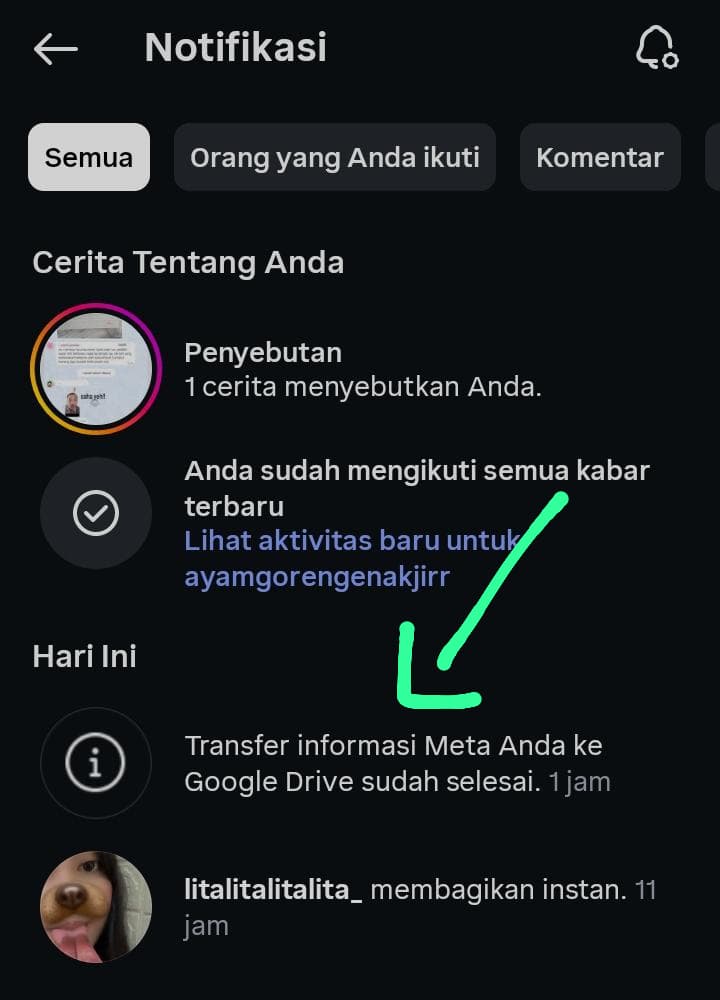 Notifikasi
Semua
Orang yang Anda ikuti
Komentar
Cerita Tentang Anda
Penyebutan
1 cerita menyebutkan Anda.
Anda sudah mengikuti semua kabar
terbaru
Lihat aktivitas baru untuk
ayamgorengenakjirr
Hari Ini
Transfer informasi Meta Anda ke
Google Drive sudah selesai. 1 jam
litalitalitalita_ membagikan instan. 11
jam